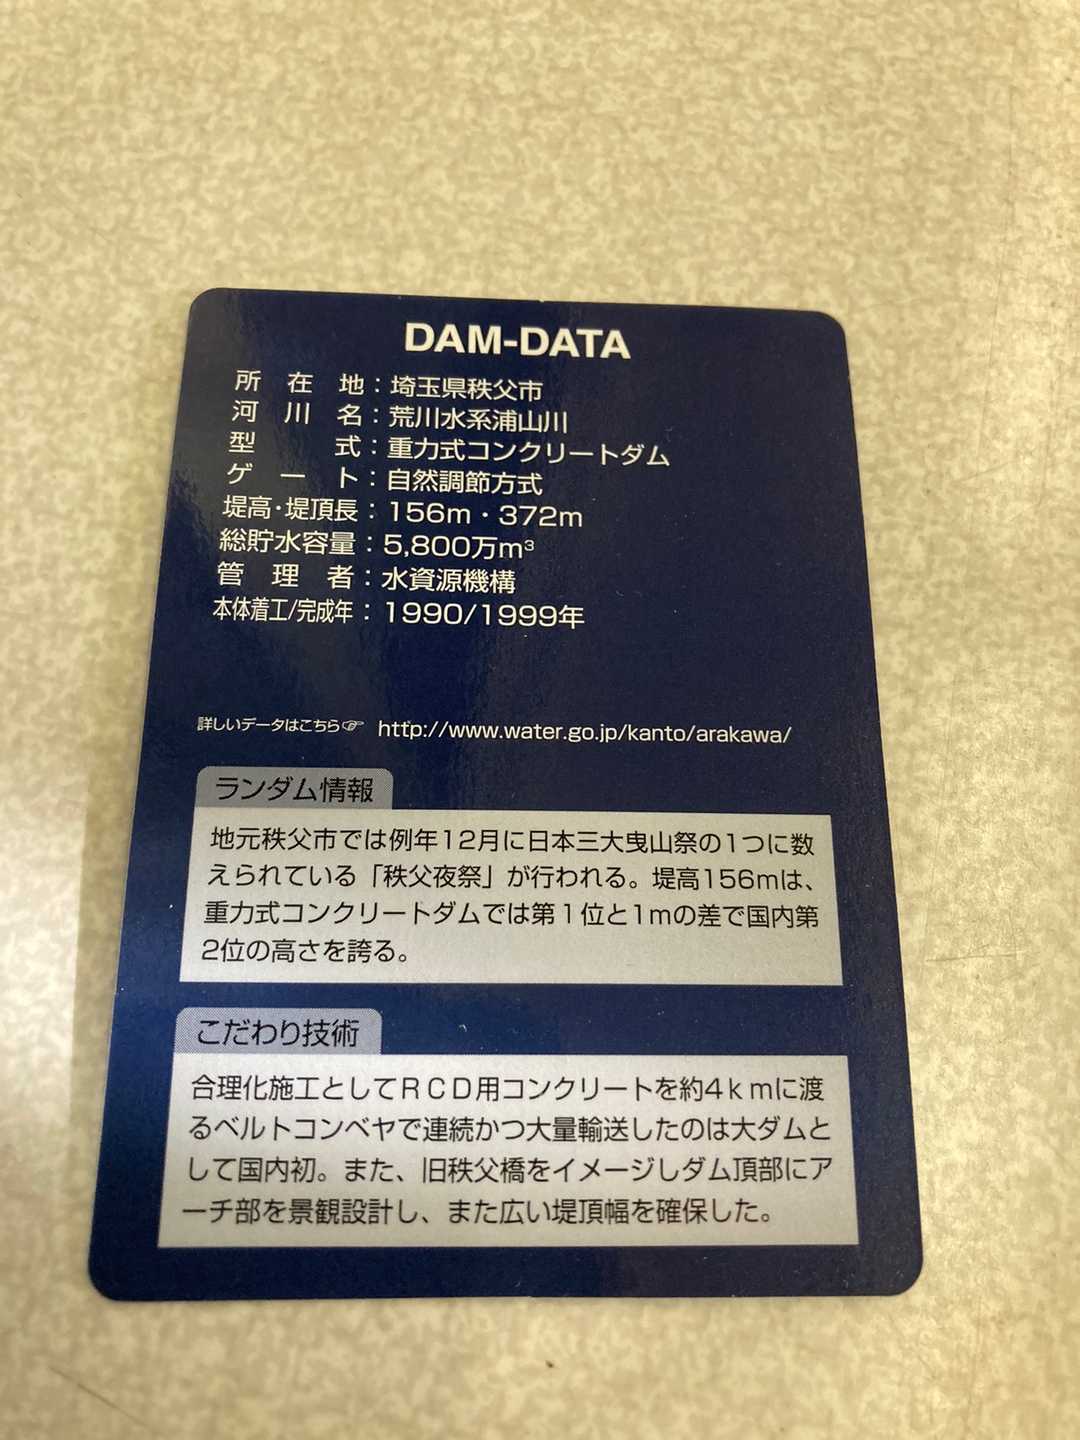 DAM-DATA
所在地：埼玉県秩父市
河川名：荒川水系浦山川
型式：重力式コンクリートダム
ゲート：自然調節方式
堤高・堤頂長：156m・372m
総貯水容量：5,800万m³
管理者：水資源機構
本体着工/完成年：1990/1999年
詳しいデータはこちら☞ http://www.water.go.jp/kanto/arakawa/
ランダム情報
地元秩父市では例年12月に日本三大曳山祭の1つに数
えられている「秩父夜祭」が行われる。堤高156mは、
重力式コンクリートダムでは第1位と1mの差で国内第
2位の高さを誇る。
こだわり技術
合理化施工としてRCD用コンクリートを約4kmに渡
るベルトコンベヤで連続かつ大量輸送したのは大ダムと
して国内初。また、旧秩父橋をイメージしダム頂部にア
ーチ部を景観設計し、また広い堤頂幅を確保した。